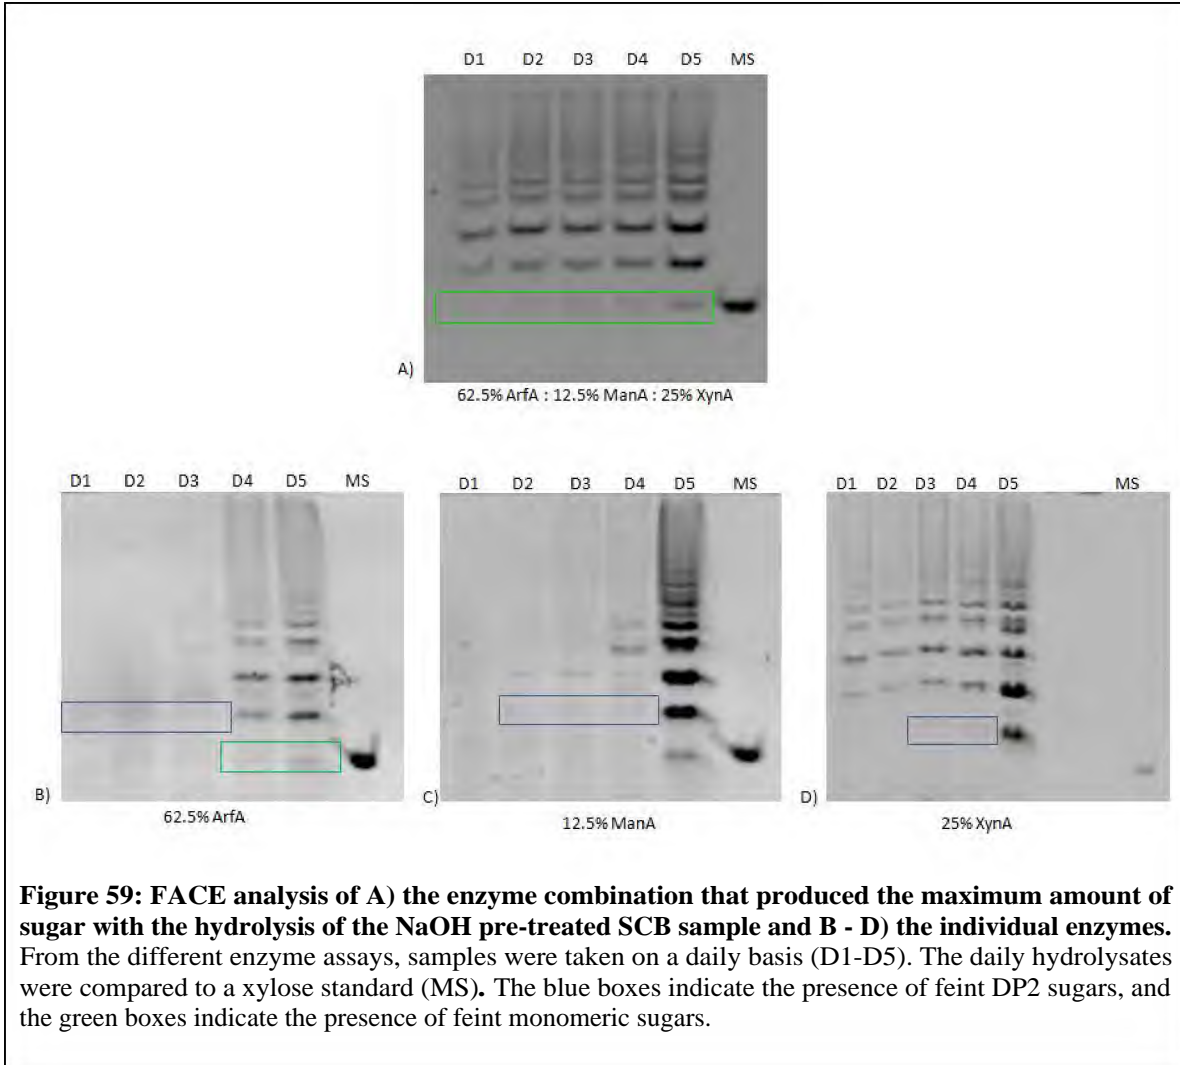 D1 D2 D3 D4 D5 MS
A)
62.5% ArfA : 12.5% ManA : 25% XynA
D1 D2 D3 D4 D5 MS
B)
62.5% ArfA
D1 D2 D3 D4 D5 MS
C)
12.5% ManA
D1 D2 D3 D4 D5 MS
D)
25% XynA
Figure 59: FACE analysis of A) the enzyme combination that produced the maximum amount of
sugar with the hydrolysis of the NaOH pre-treated SCB sample and B - D) the individual enzymes.
From the different enzyme assays, samples were taken on a daily basis (D1-D5). The daily hydrolysates
were compared to a xylose standard (MS). The blue boxes indicate the presence of feint DP2 sugars, and
the green boxes indicate the presence of feint monomeric sugars.